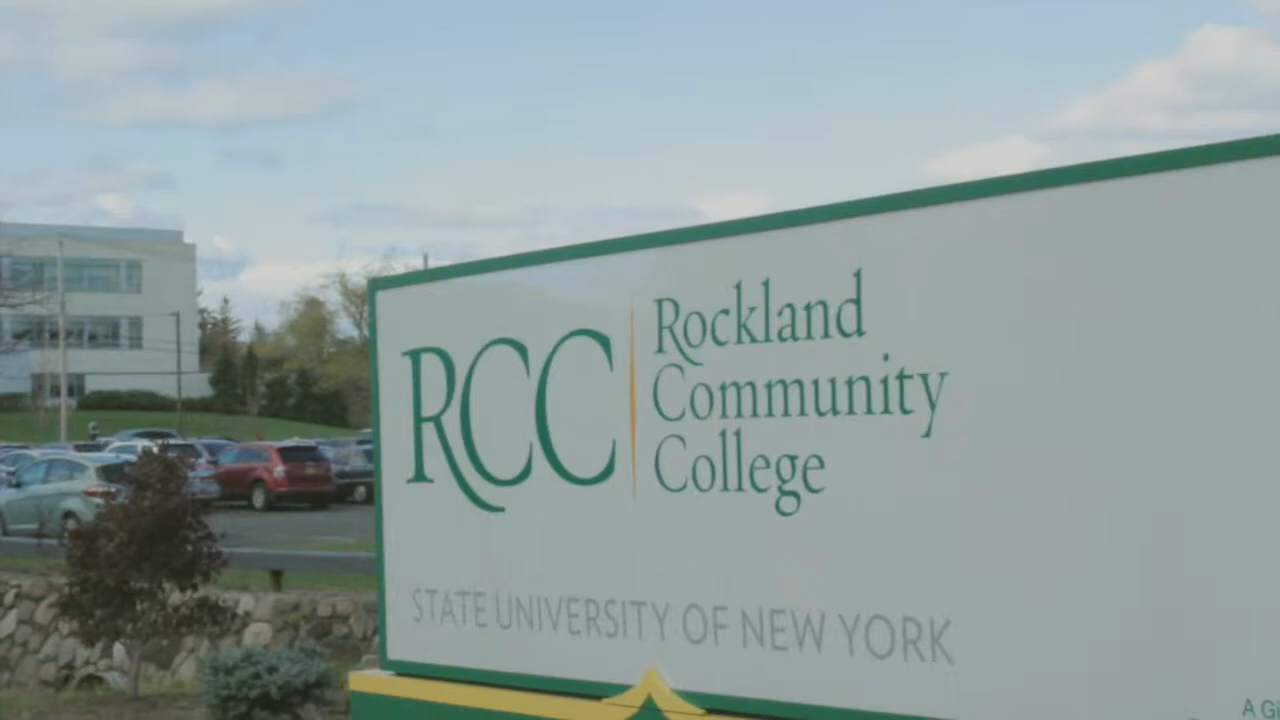 RCC
Rockland
Community
College
STATE UNIVERSITY OF NEW YORK